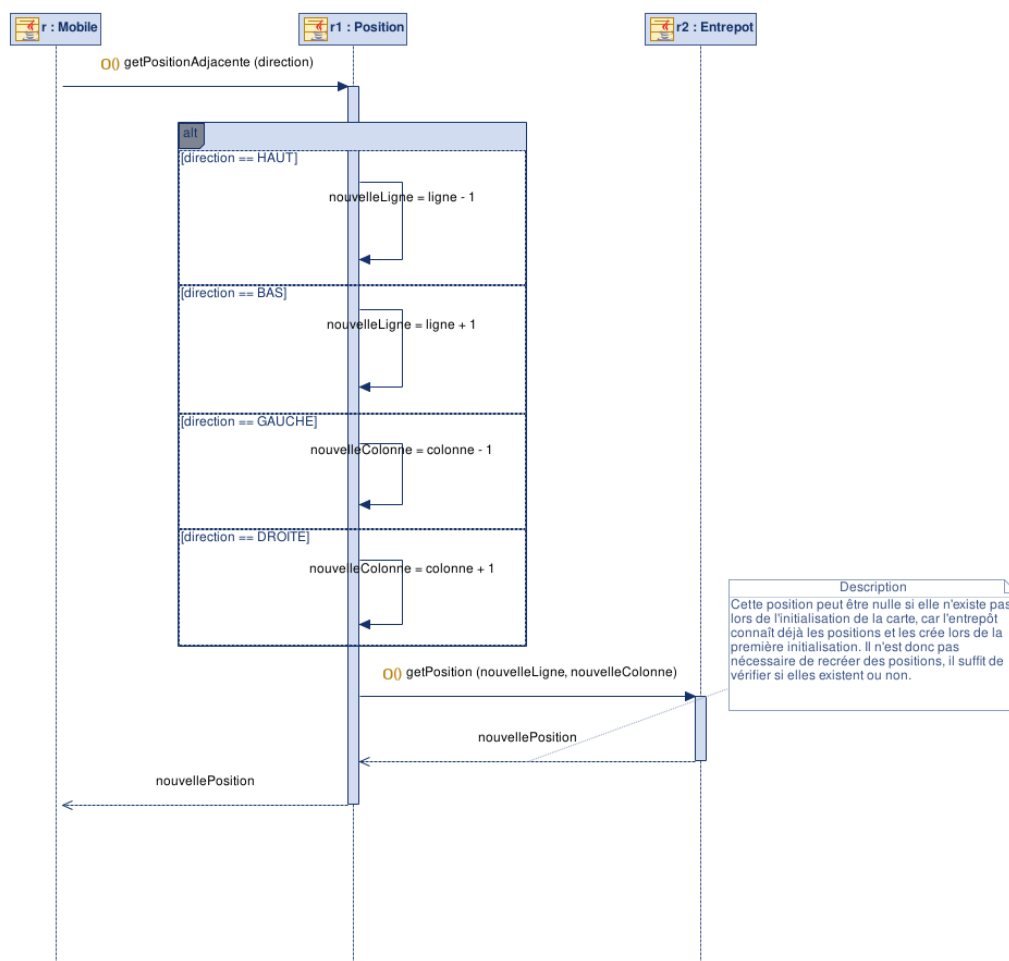 r : Mobile
r1 : Position
r2 : Entrepot
O() getPositionAdjacente (direction)
alt
[direction == HAUT]
nouvelleLigne = ligne - 1
[direction == BAS]
nouvelleLigne = ligne + 1
[direction == GAUCHE]
nouvelleColonne = colonne - 1
[direction == DROITE]
nouvelleColonne = colonne + 1
Description
Cette position peut être nulle si elle n'existe pas
lors de l'initialisation de la carte, car l'entrepôt
connaît déjà les positions et les crée lors de la
première initialisation. Il n'est donc pas
nécessaire de recréer des positions, il suffit de
vérifier si elles existent ou non.
O() getPosition (nouvelleLigne, nouvelleColonne)
nouvellePosition
nouvellePosition